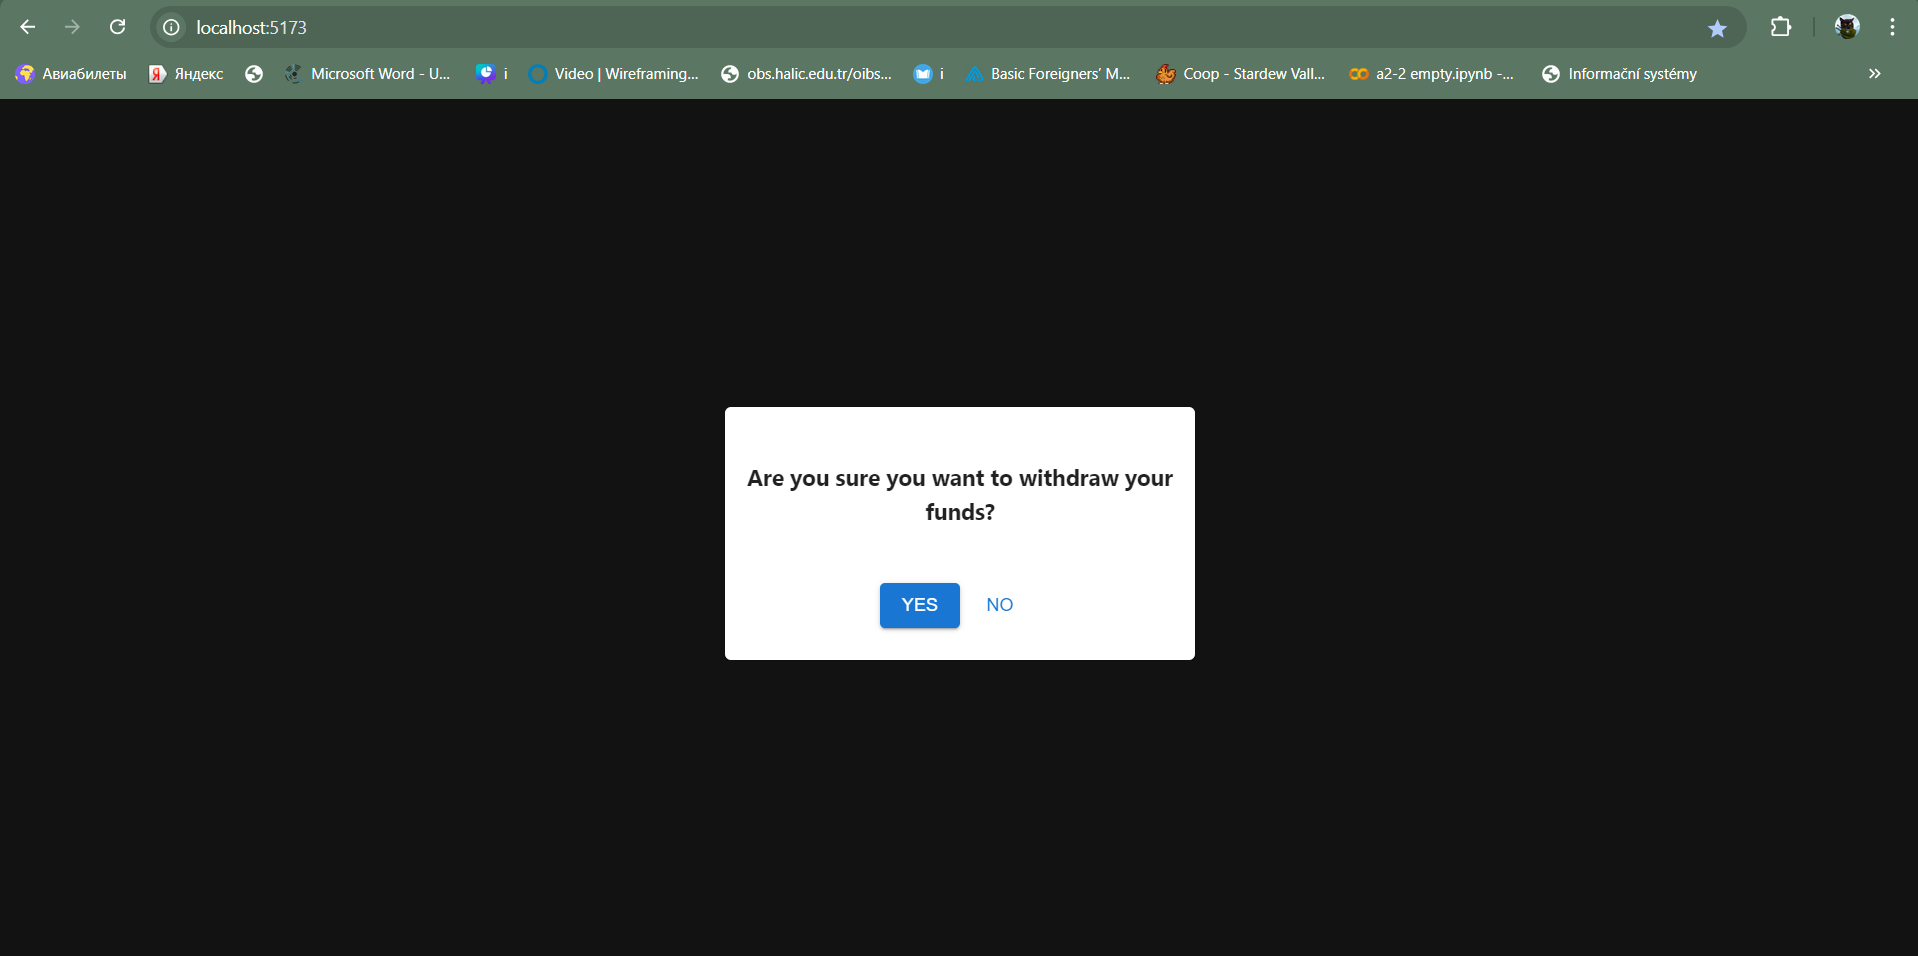 localhost:5173
Авиабилеты Яндекс Microsoft Word - U... i Video | Wireframing... obs.halic.edu.tr/oibs... i Basic Foreigners' M... Coop - Stardew Vall... a2-2 empty.ipynb -... Informační systémy
Are you sure you want to withdraw your
funds?
YES NO